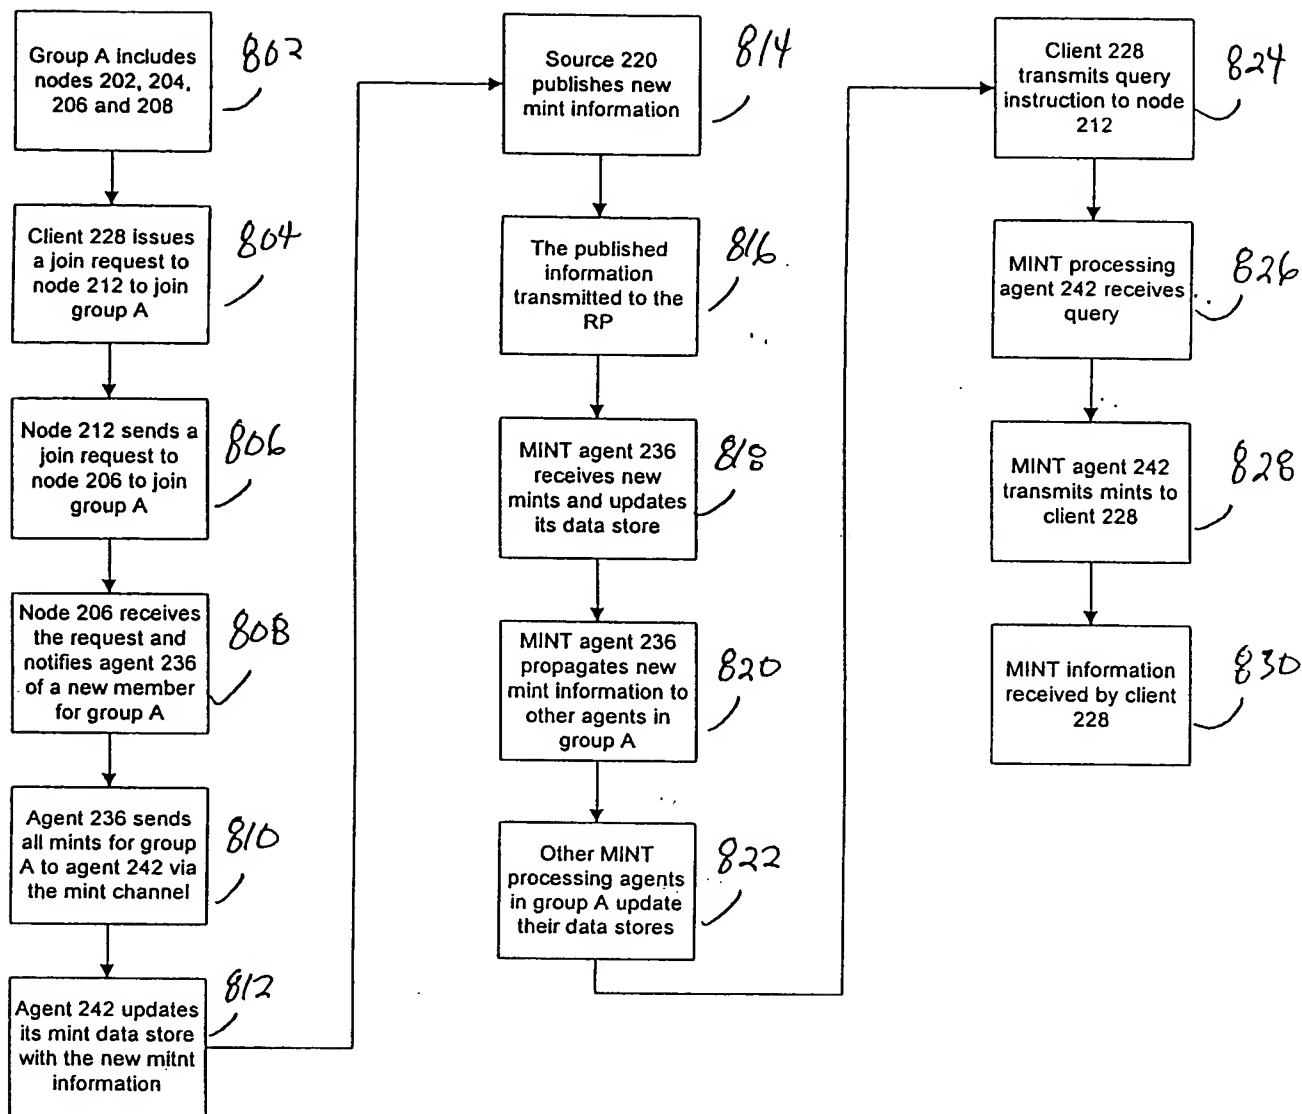 Group A includes
nodes 202, 204,
206 and 208
802
Client 228 issues
a join request to
node 212 to join
group A
804
Node 212 sends a
join request to
node 206 to join
group A
806
Node 206 receives
the request and
notifies agent 236
of a new member
for group A
808
Agent 236 sends
all mints for group
A to agent 242 via
the mint channel
810
Agent 242 updates
its mint data store
with the new mitnt
information
812
Source 220
publishes new
mint information
814
The published
information
transmitted to the
RP
816
MINT agent 236
receives new
mints and updates
its data store
818
MINT agent 236
propagates new
mint information to
other agents in
group A
820
Other MINT
processing agents
in group A update
their data stores
822
Client 228
transmits query
instruction to node
212
824
MINT processing
agent 242 receives
query
826
MINT agent 242
transmits mints to
client 228
828
MINT information
received by client
228
830